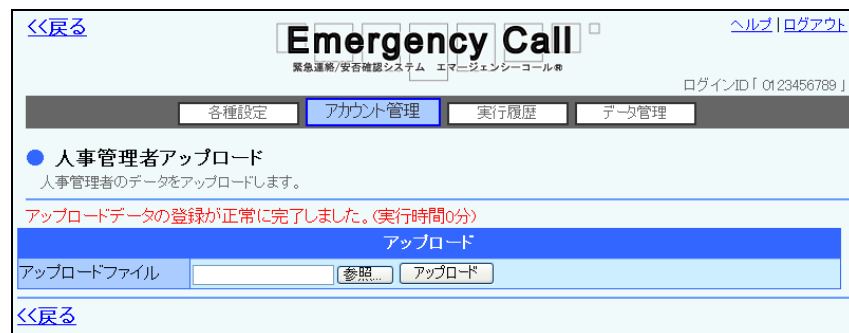 <<戻る
Emergency Call
ヘルプ | ログアウト
緊急連絡/安否確認システム エマージェンシーコール®
ログインID「 0123456789 」
各種設定 アカウント管理 実行履歴 データ管理
● 人事管理者アップロード
人事管理者のデータをアップロードします。
アップロードデータの登録が正常に完了しました。(実行時間0分)
アップロード
アップロードファイル 参照... アップロード
<<戻る